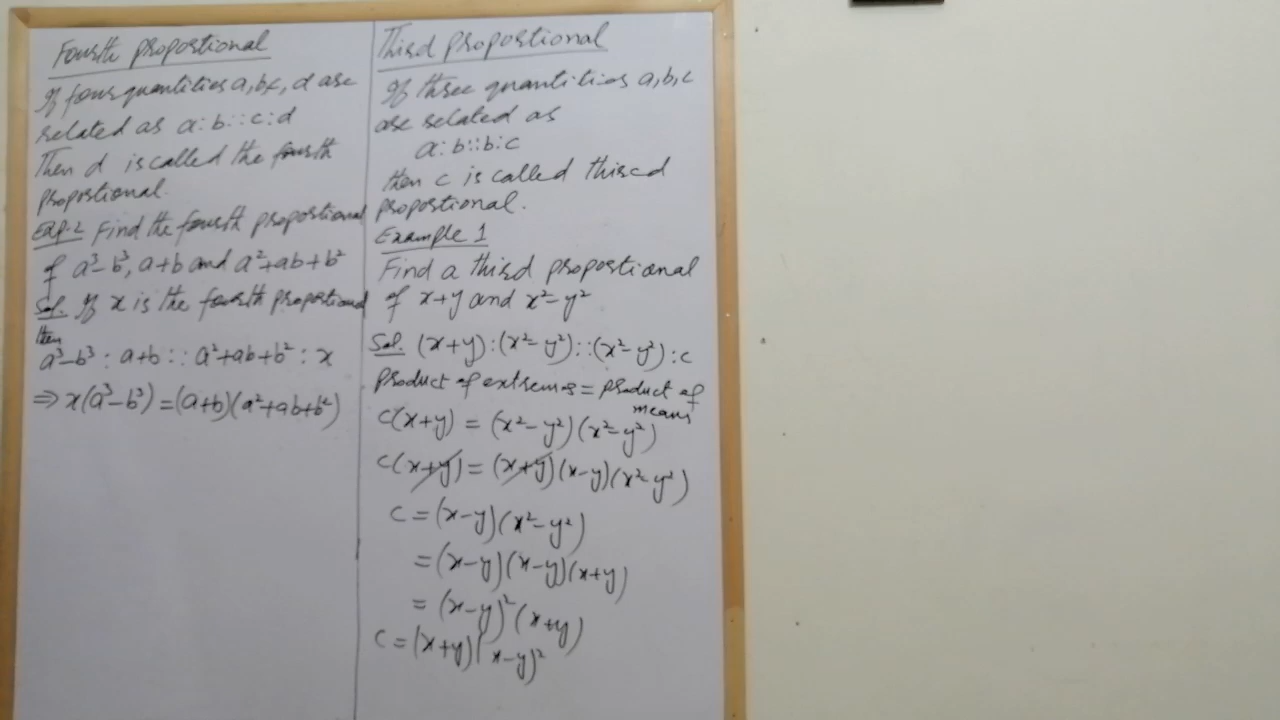 Fourth proportional
If four quantities a, b, c, d are
related as a:b::c:d
Then d is called the fourth
proportional.
Exp.2 Find the fourth proportional
of a³-b³, a+b and a²+ab+b²
Sol. If x is the fourth proportional
then
a³-b³ : a+b :: a²+ab+b² : x
⇒ x(a³-b³) = (a+b)(a²+ab+b²)
Third proportional
If three quantities a, b, c
are related as
a:b::b:c
then c is called third
proportional.
Example 1
Find a third proportional
of x+y and x²-y²
Sol. (x+y):(x²-y²)::(x²-y²):c
Product of extremes = product of
means
c(x+y) = (x²-y²)(x²-y²)
c(x+y) = (x+y)(x-y)(x²-y²)
c = (x-y)(x²-y²)
= (x-y)(x-y)(x+y)
= (x-y)²(x+y)
c = (x+y)(x-y)²